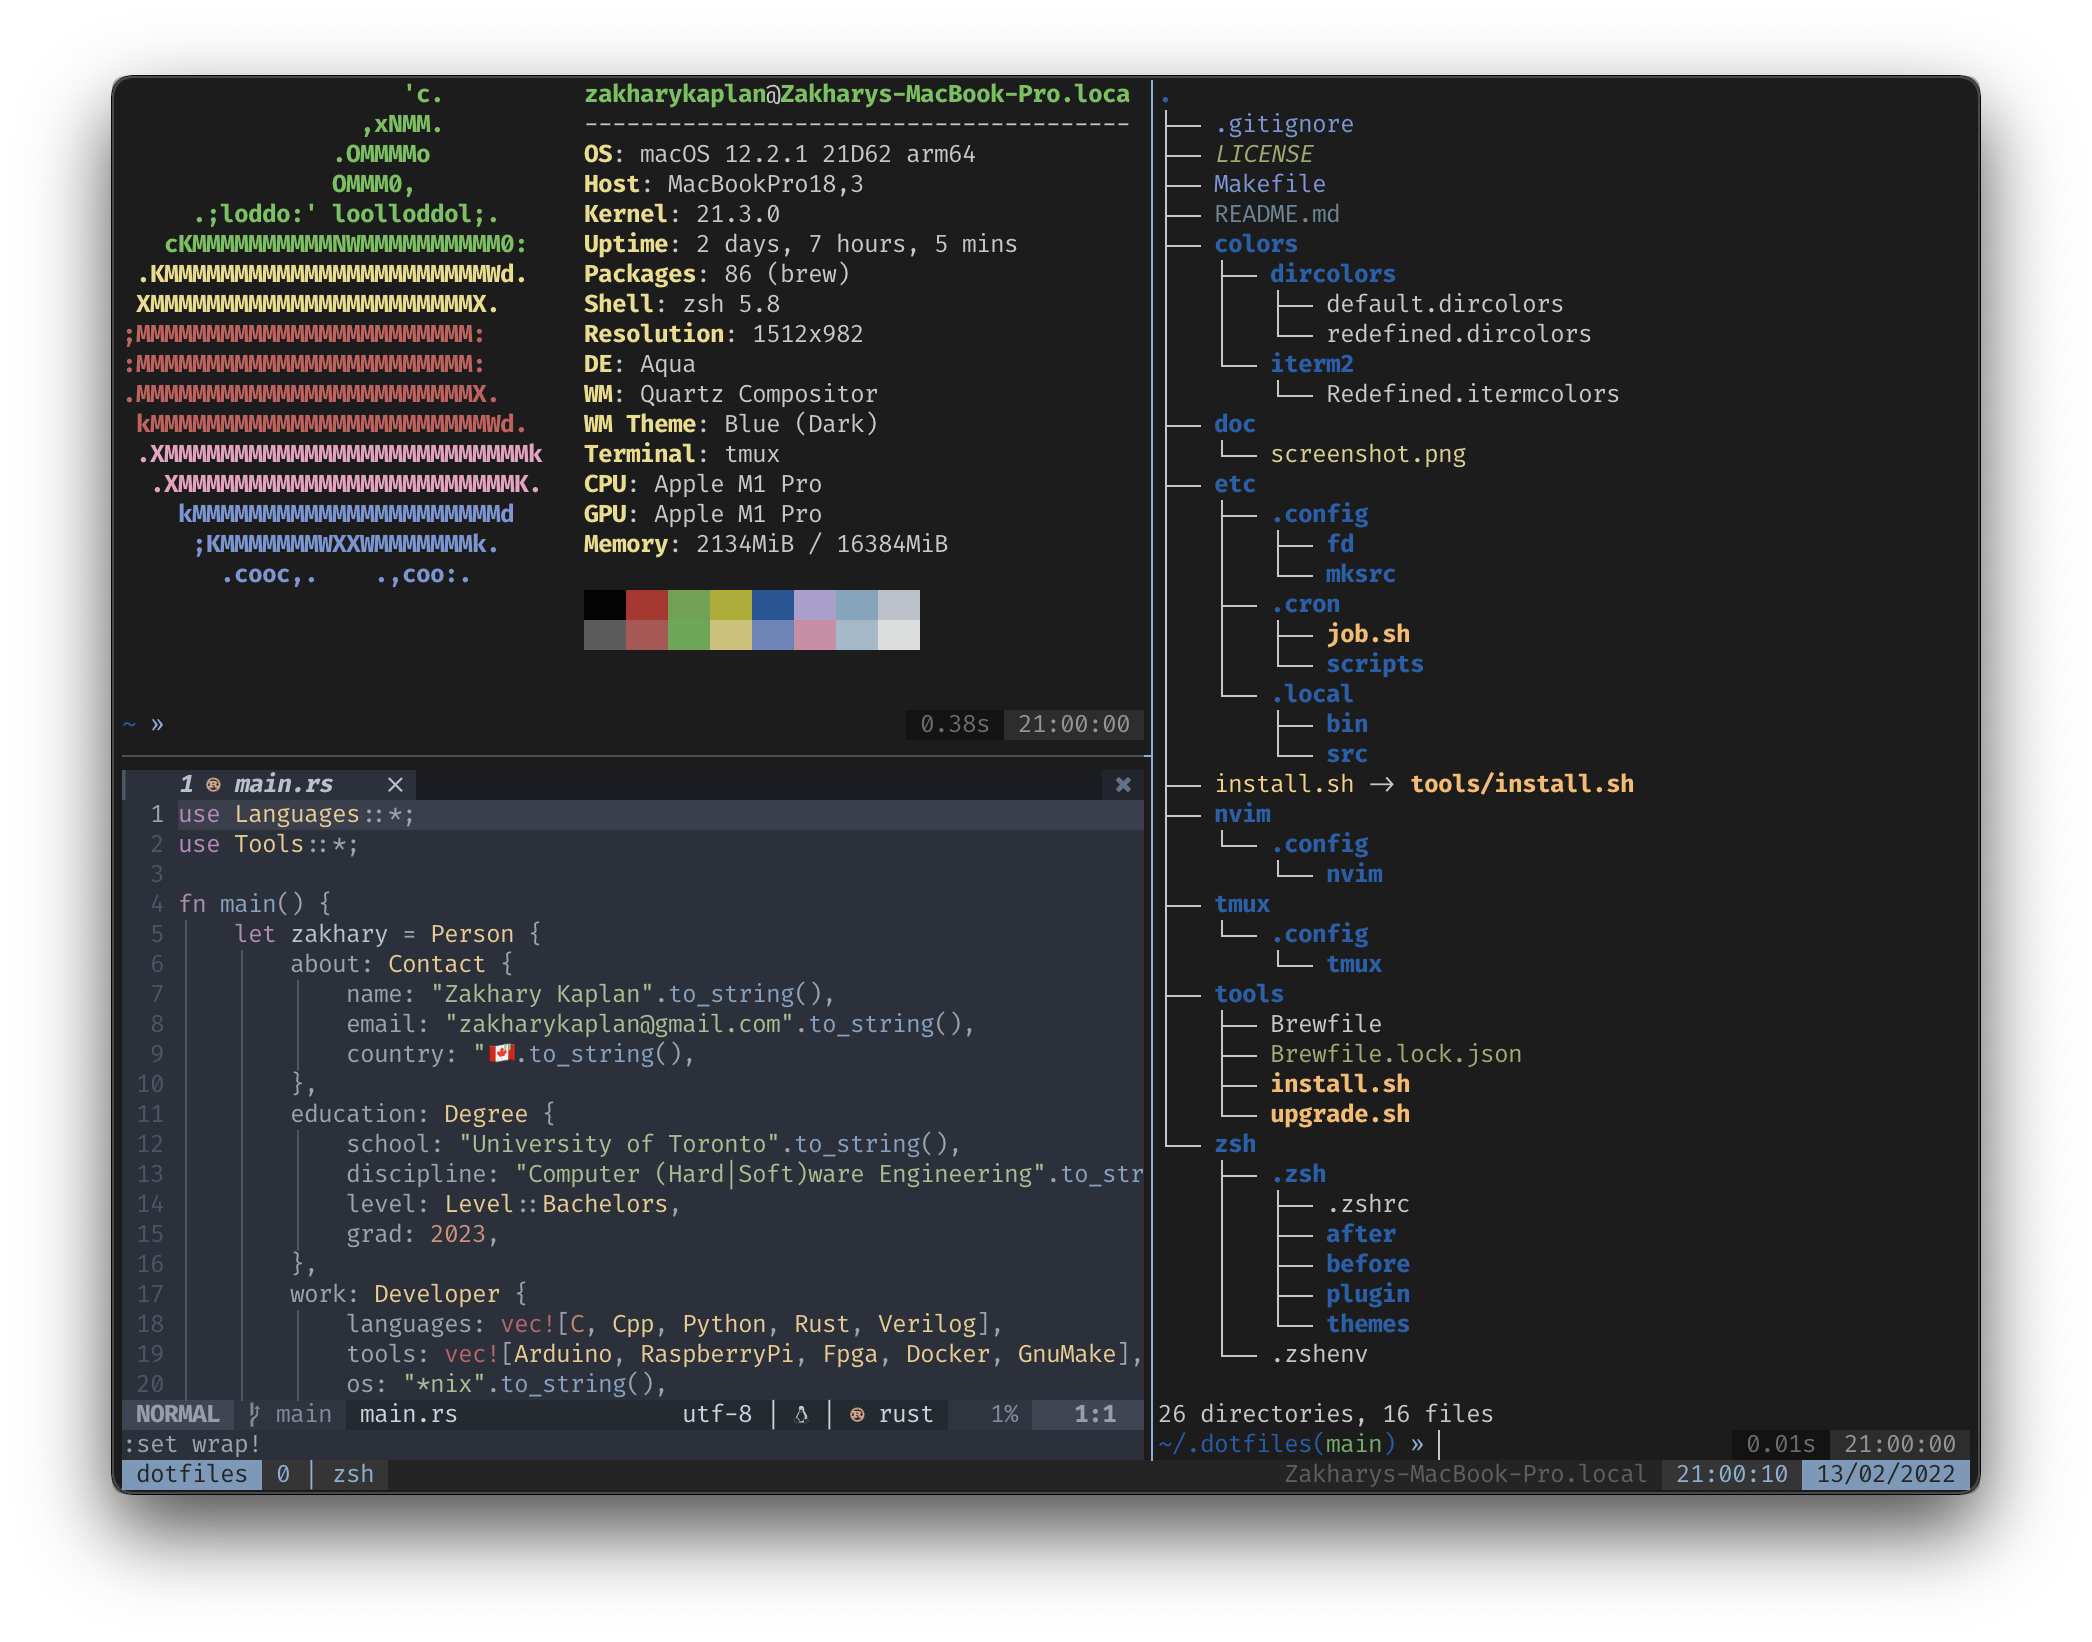 'c.
,xNMM.
.OMMMMo
OMMM0,
.;loddo:' loolloddol;.
cKMMMMMMMMMMNWMMMMMMMMMM0:
.KMMMMMMMMMMMMMMMMMMMMMMMWd.
XMMMMMMMMMMMMMMMMMMMMMMMX.
;MMMMMMMMMMMMMMMMMMMMMMMM:
:MMMMMMMMMMMMMMMMMMMMMMMM:
.MMMMMMMMMMMMMMMMMMMMMMMMX.
kMMMMMMMMMMMMMMMMMMMMMMMMWd.
.XMMMMMMMMMMMMMMMMMMMMMMMMMMk
.XMMMMMMMMMMMMMMMMMMMMMMMMK.
kMMMMMMMMMMMMMMMMMMMMMMd
;KMMMMMMMWXXWMMMMMMMk.
.cooc,.    .,coo:.
zakharykaplan@Zakharys-MacBook-Pro.loca
---------------------------------------
OS: macOS 12.2.1 21D62 arm64
Host: MacBookPro18,3
Kernel: 21.3.0
Uptime: 2 days, 7 hours, 5 mins
Packages: 86 (brew)
Shell: zsh 5.8
Resolution: 1512x982
DE: Aqua
WM: Quartz Compositor
WM Theme: Blue (Dark)
Terminal: tmux
CPU: Apple M1 Pro
GPU: Apple M1 Pro
Memory: 2134MiB / 16384MiB
~ » 0.38s 21:00:00
1 main.rs ×
1 use Languages::*;
2 use Tools::*;
3
4 fn main() {
5     let zakhary = Person {
6         about: Contact {
7             name: "Zakhary Kaplan".to_string(),
8             email: "zakharykaplan@gmail.com".to_string(),
9             country: "🇨🇦.to_string(),
10         },
11         education: Degree {
12             school: "University of Toronto".to_string(),
13             discipline: "Computer (Hard|Soft)ware Engineering".to_str
14             level: Level::Bachelors,
15             grad: 2023,
16         },
17         work: Developer {
18             languages: vec![C, Cpp, Python, Rust, Verilog],
19             tools: vec![Arduino, RaspberryPi, Fpga, Docker, GnuMake],
20             os: "*nix".to_string(),
NORMAL main main.rs utf-8 | | rust 1% 1:1
:set wrap!
.
├── .gitignore
├── LICENSE
├── Makefile
├── README.md
├── colors
│   ├── dircolors
│   │   ├── default.dircolors
│   │   └── redefined.dircolors
│   └── iterm2
│       └── Redefined.itermcolors
├── doc
│   └── screenshot.png
├── etc
│   ├── .config
│   │   ├── fd
│   │   └── mksrc
│   ├── .cron
│   │   ├── job.sh
│   │   └── scripts
│   └── .local
│       ├── bin
│       └── src
├── install.sh -> tools/install.sh
├── nvim
│   └── .config
│       └── nvim
├── tmux
│   └── .config
│       └── tmux
├── tools
│   ├── Brewfile
│   ├── Brewfile.lock.json
│   ├── install.sh
│   └── upgrade.sh
└── zsh
    ├── .zsh
    │   ├── .zshrc
    │   ├── after
    │   ├── before
    │   ├── plugin
    │   └── themes
    └── .zshenv
26 directories, 16 files
~/.dotfiles(main) » 0.01s 21:00:00
dotfiles 0 | zsh Zakharys-MacBook-Pro.local 21:00:10 13/02/2022